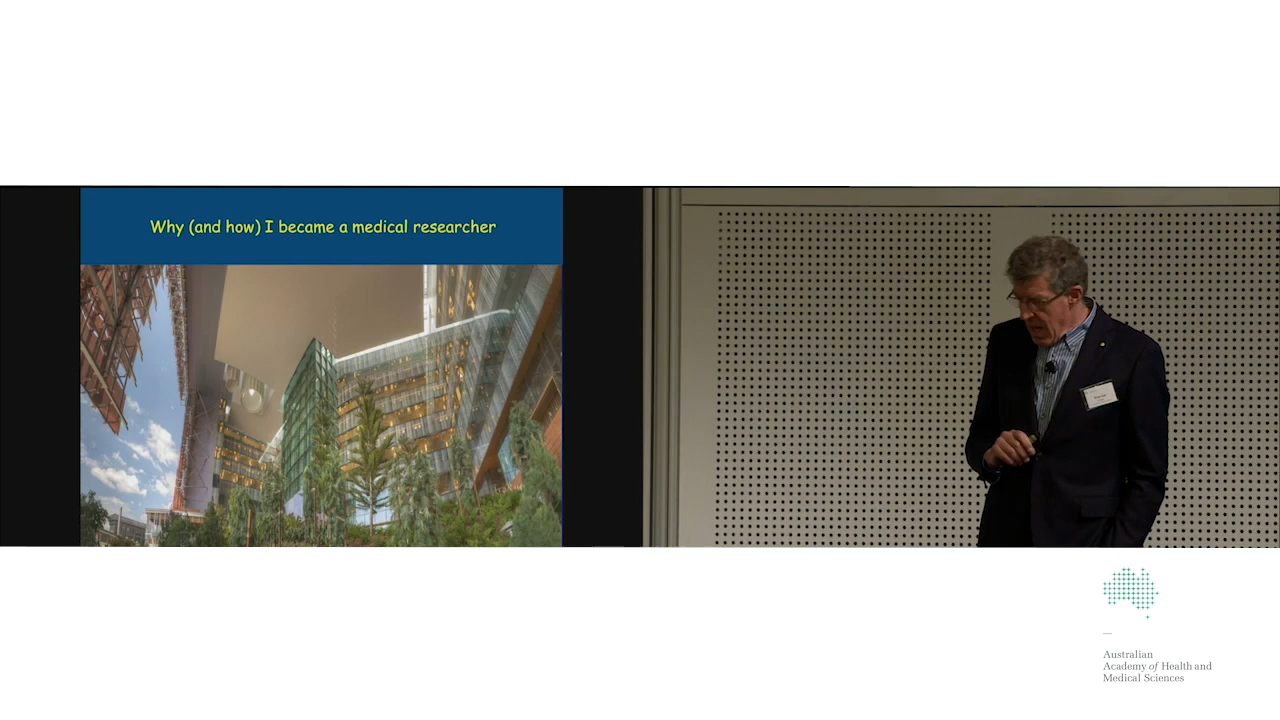 Why (and how) I became a medical researcher
Australian
Academy of Health and
Medical Sciences